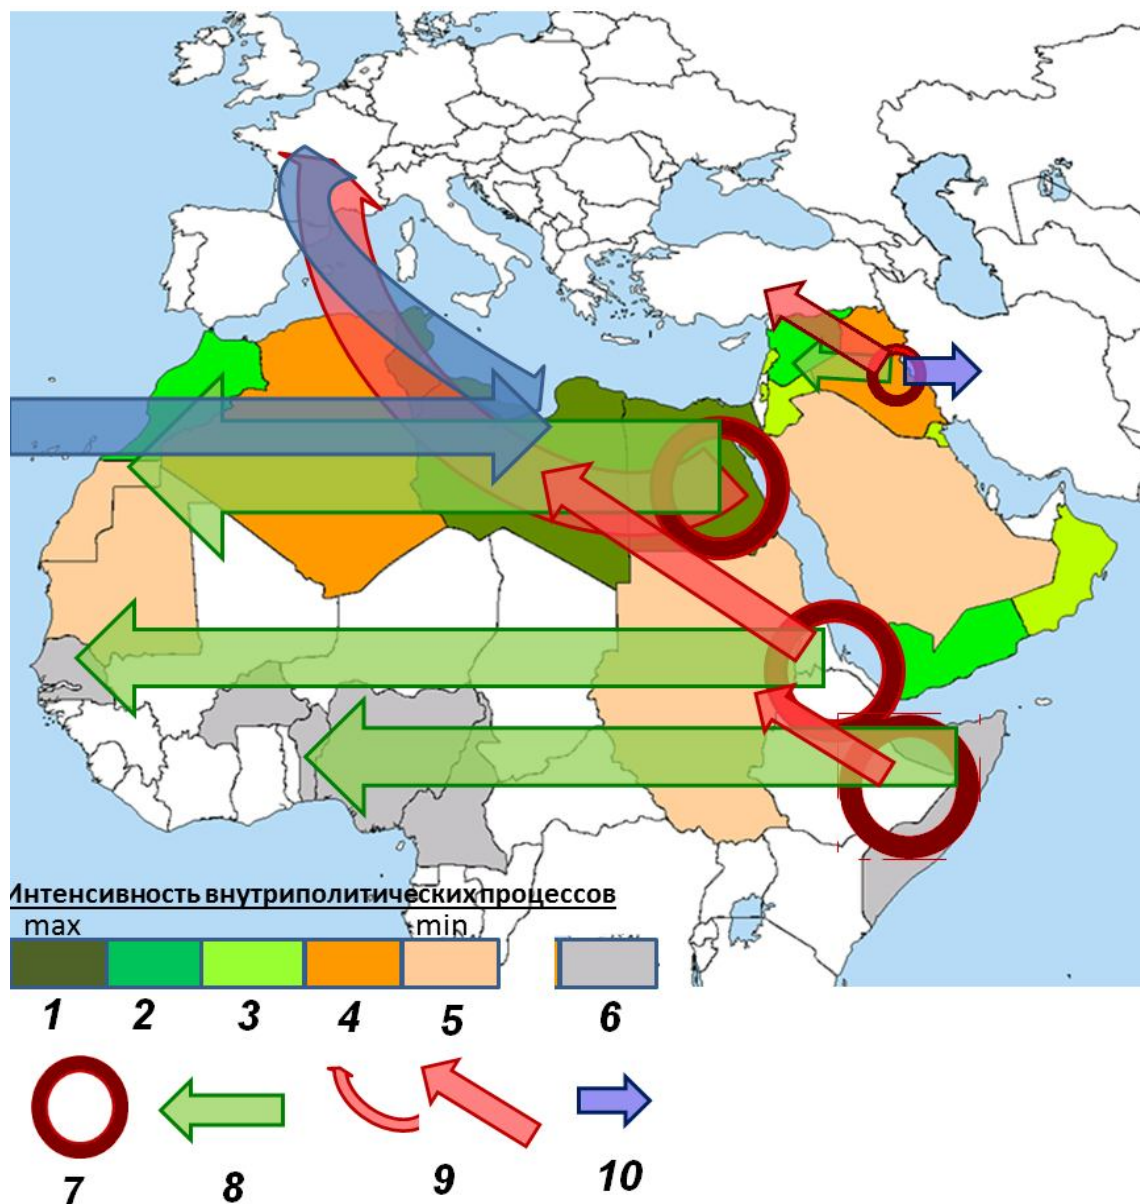 Интенсивность внутриполитических процессов
max min
1 2 3 4 5 6
7 8 9 10